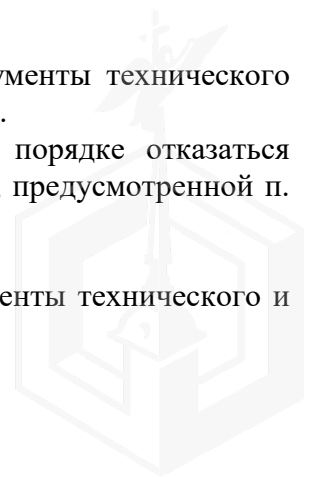 ументы технического
.
порядке отказаться
предусмотренной п.
енты технического и